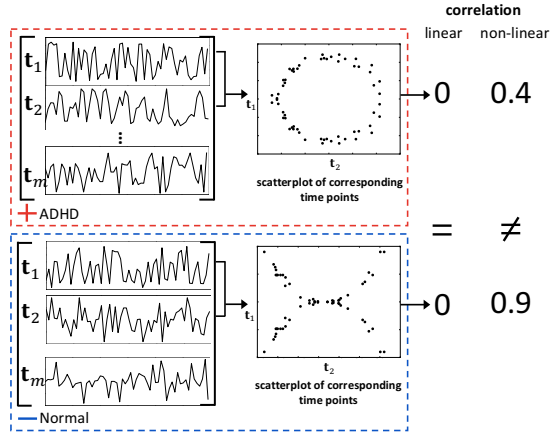 correlation
linear non-linear
t1
t2
⋮
tm
t1
t2
scatterplot of corresponding
time points
0 0.4
+ ADHD
= ≠
t1
t2
tm
t1
t2
scatterplot of corresponding
time points
0 0.9
— Normal